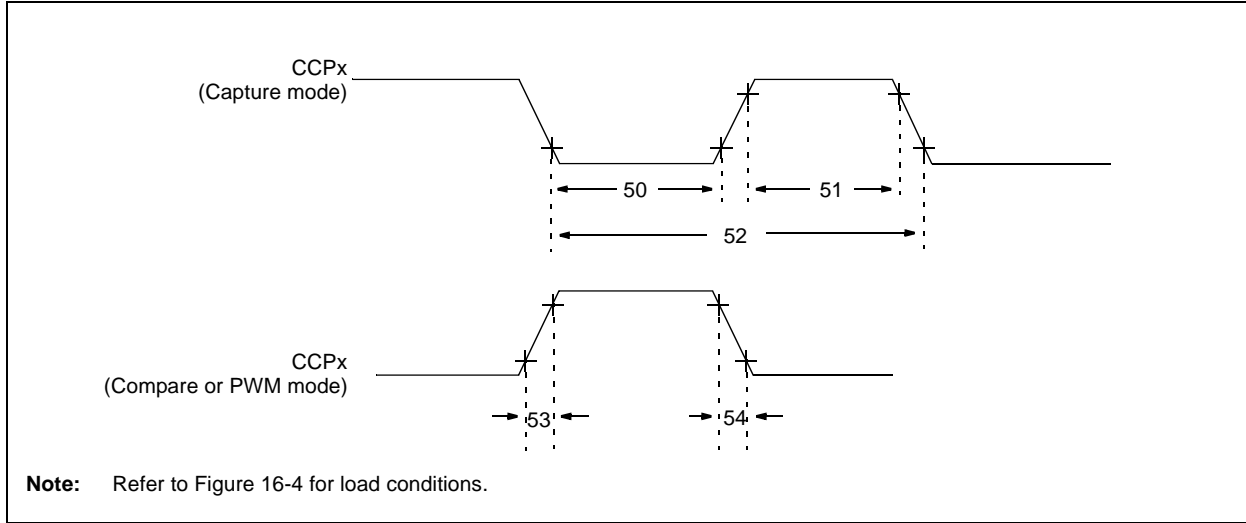 CCPx
(Capture mode)
50
51
52
CCPx
(Compare or PWM mode)
53
54
Note: Refer to Figure 16-4 for load conditions.